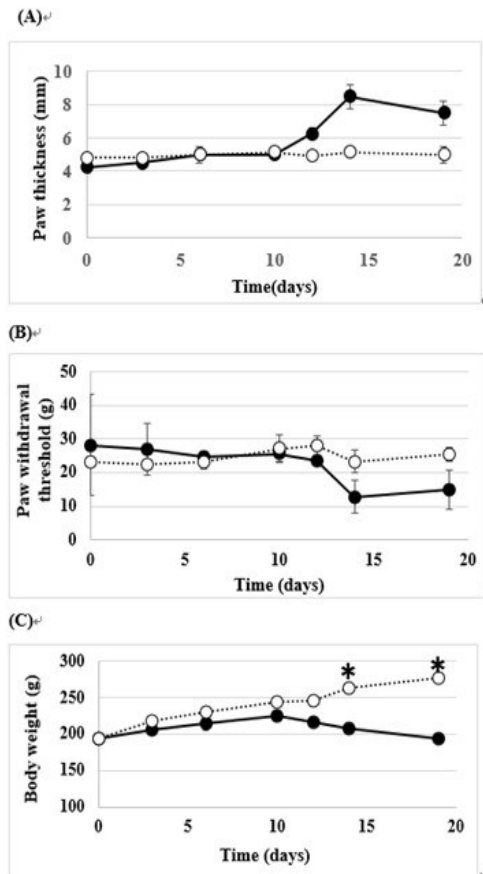 (A)↵
10
8
6
4
2
0
0 5 10 15 20
Paw thickness (mm)
Time(days)
(B)↵
50
40
30
20
10
0
0 5 10 15 20
Paw withdrawal
threshold (g)
Time (days)
(C)↵
300
250
200
150
100
0 5 10 15 20
* *
Body weight (g)
Time (days)